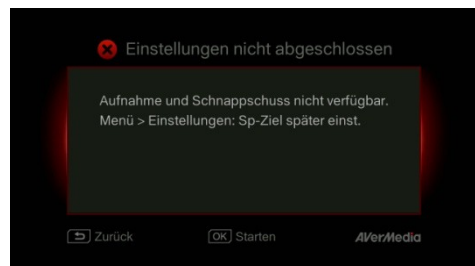 Einstellungen nicht abgeschlossen
Aufnahme und Schnappschuss nicht verfügbar.
Menü > Einstellungen: Sp-Ziel später einst.
Zurück
OK Starten
AVerMedia